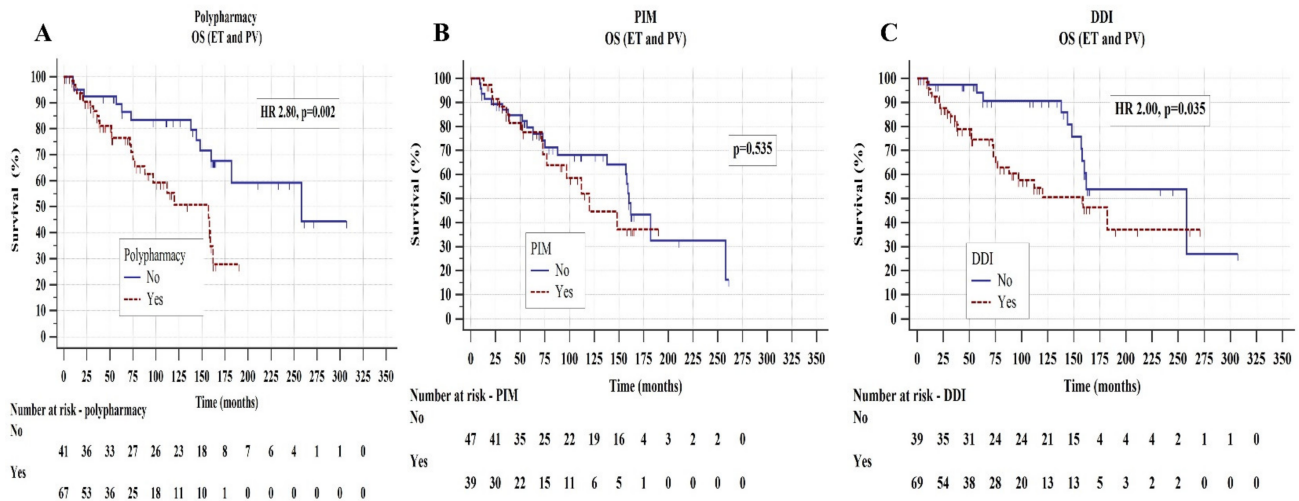 A
Polypharmacy
OS (ET and PV)
HR 2.80, p=0.002
Survival (%)
100
90
80
70
60
50
40
30
20
10
0
Polypharmacy
No
Yes
0 25 50 75 100 125 150 175 200 225 250 275 300 325 350
Time (months)
Number at risk - polypharmacy
No
41 36 33 27 26 23 18 8 7 6 4 1 1 0
Yes
67 53 36 25 18 11 10 1 0 0 0 0 0 0
B
PIM
OS (ET and PV)
p=0.535
Survival (%)
100
90
80
70
60
50
40
30
20
10
0
PIM
No
Yes
0 25 50 75 100 125 150 175 200 225 250 275 300 325 350
Time (months)
Number at risk - PIM
No
47 41 35 25 22 19 16 4 3 2 2 0
Yes
39 30 22 15 11 6 5 1 0 0 0 0
C
DDI
OS (ET and PV)
HR 2.00, p=0.035
Survival (%)
100
90
80
70
60
50
40
30
20
10
0
DDI
No
Yes
0 25 50 75 100 125 150 175 200 225 250 275 300 325 350
Time (months)
Number at risk - DDI
No
39 35 31 24 24 21 15 4 4 4 2 1 1 0
Yes
69 54 38 28 20 13 13 5 3 2 2 0 0 0